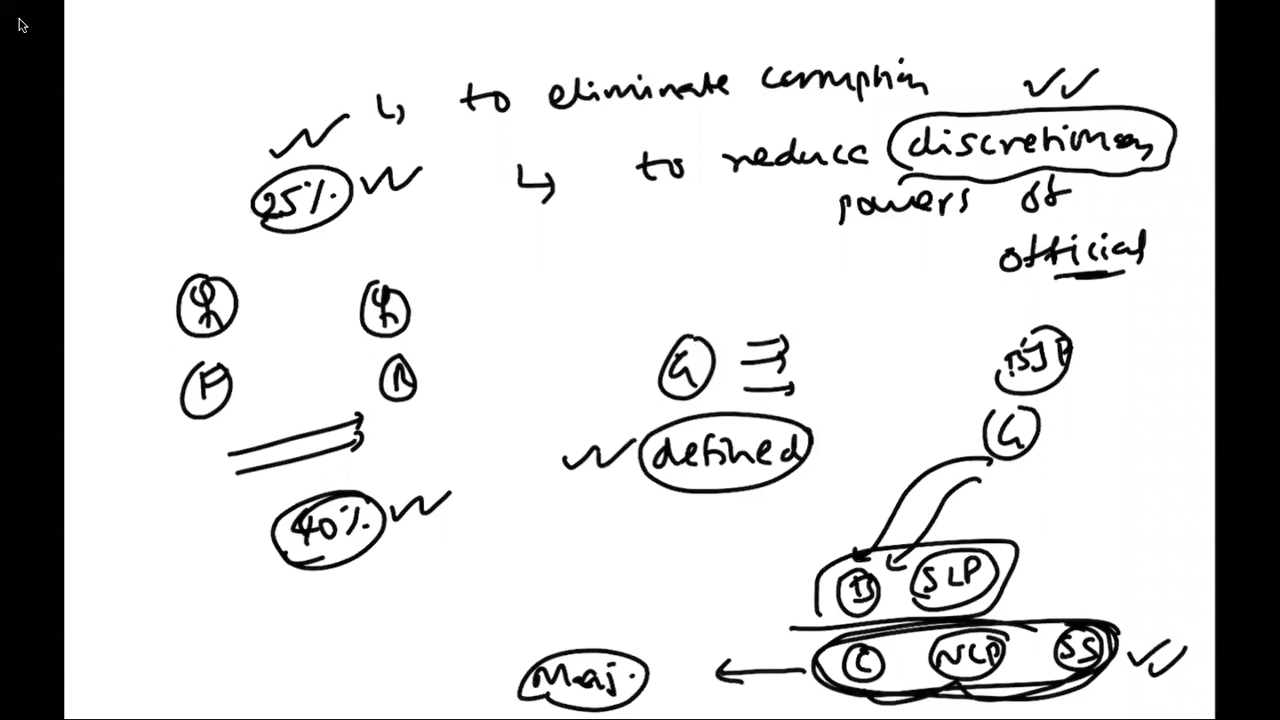 ↳ to eliminate corruption
↳ to reduce discretionary
powers of
official
25%
F R
G
defined
40%
BJP
G
B SLP
C NCP SS
Maj.